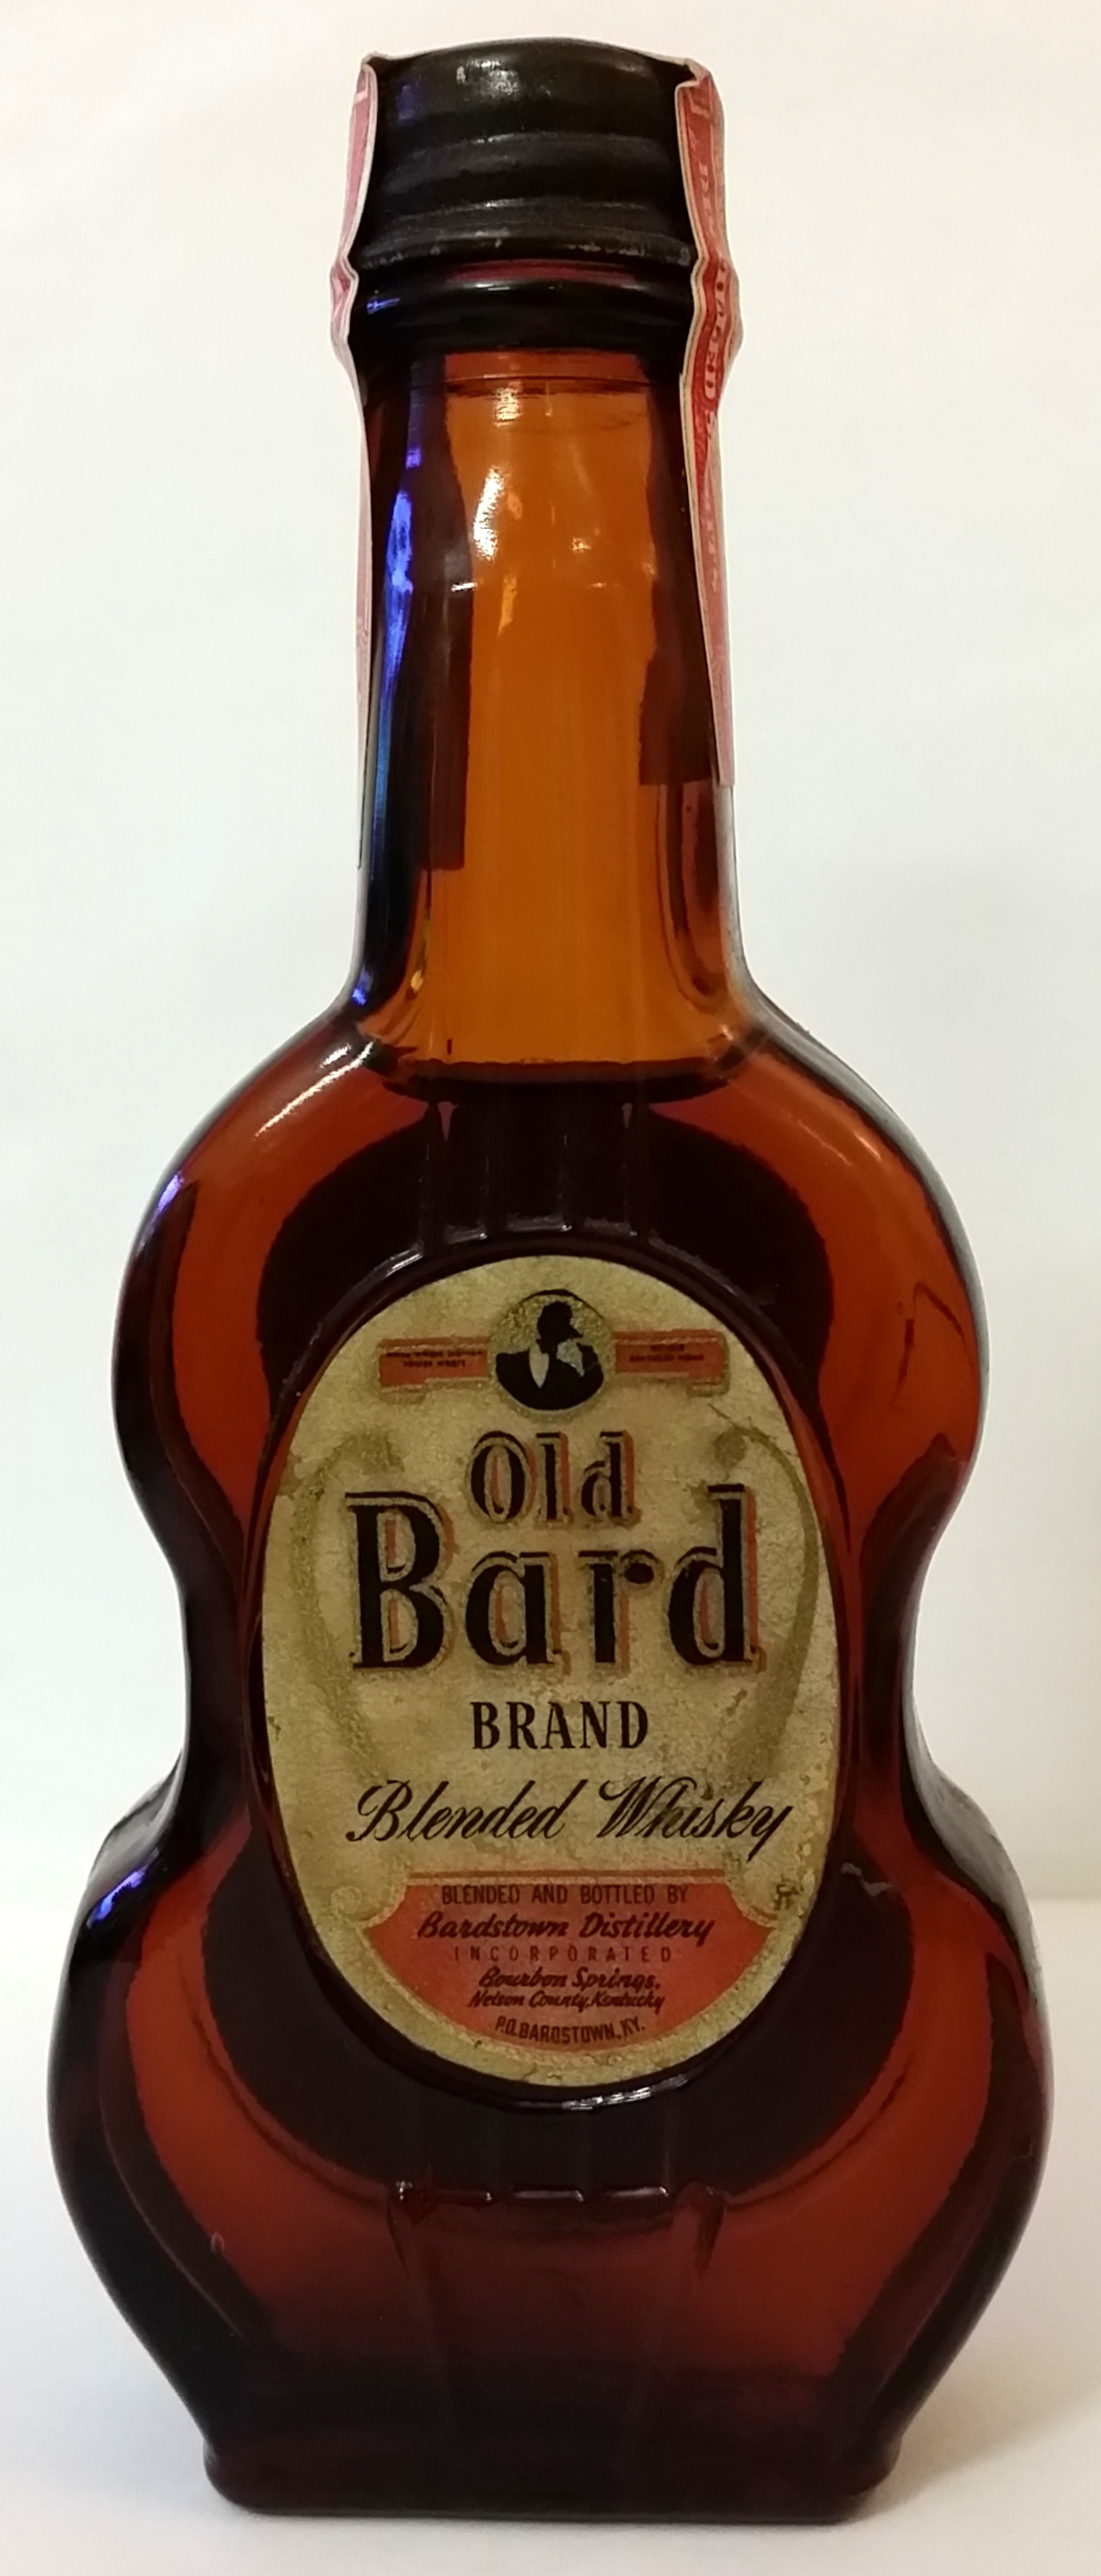 Old
Bard
BRAND
Blended Whisky
BLENDED AND BOTTLED BY
Bardstown Distillery
INCORPORATED
Bourbon Springs,
Nelson County, Kentucky
P.O. BARDSTOWN, KY.